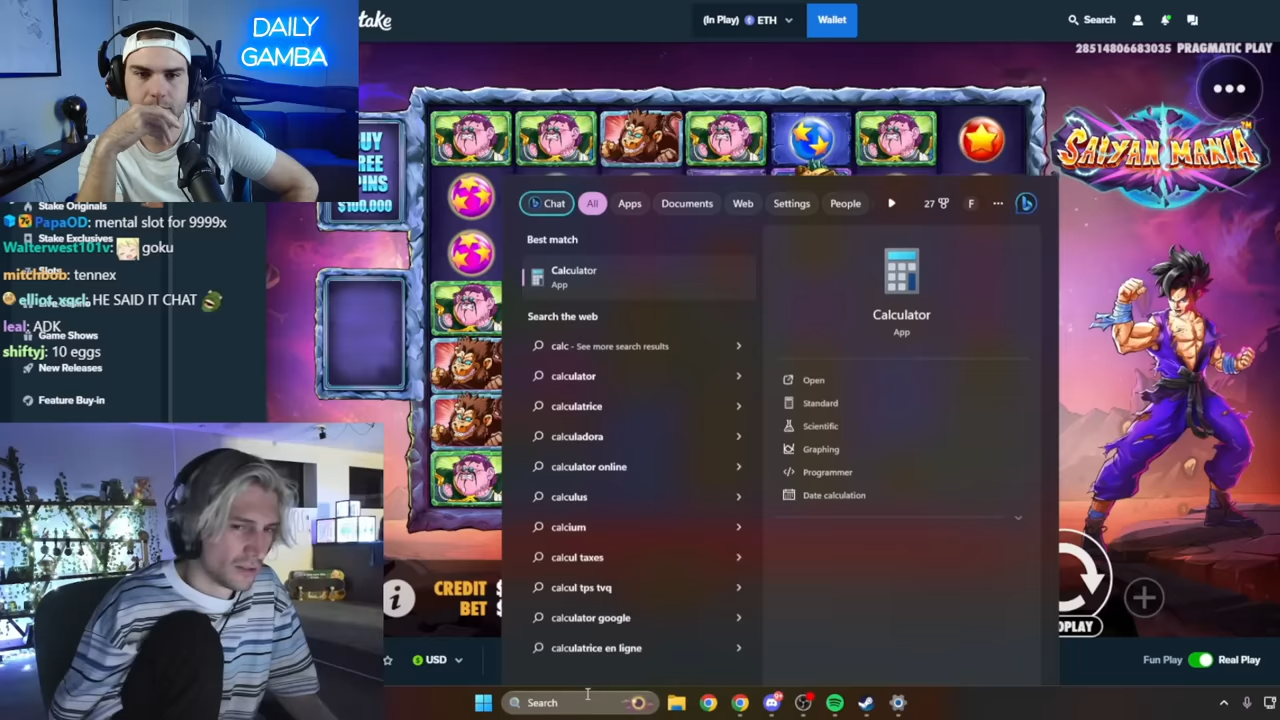 DAILY
GAMBA
take
(In Play) ETH
Wallet
Search
28514806683035 PRAGMATIC PLAY
BUY
FREE
SPINS
$100,000
SAIYAN MANIA
Stake Originals
PapaOD: mental slot for 9999x
Stake Exclusives
Walterwest101v: goku
Slots
mitchbob: tennex
elliot_xqcl: HE SAID IT CHAT
leal: ADK
Game Shows
shiftyj: 10 eggs
New Releases
Feature Buy-in
Chat
All
Apps
Documents
Web
Settings
People
27
F
...
Best match
Calculator
App
Search the web
calc - See more search results
calculator
calculatrice
calculadora
calculator online
calculus
calcium
calcul taxes
calcul tps tvq
calculator google
calculatrice en ligne
Calculator
App
Open
Standard
Scientific
Graphing
Programmer
Date calculation
CREDIT $
BET $
OPLAY
USD
Fun Play
Real Play
Search